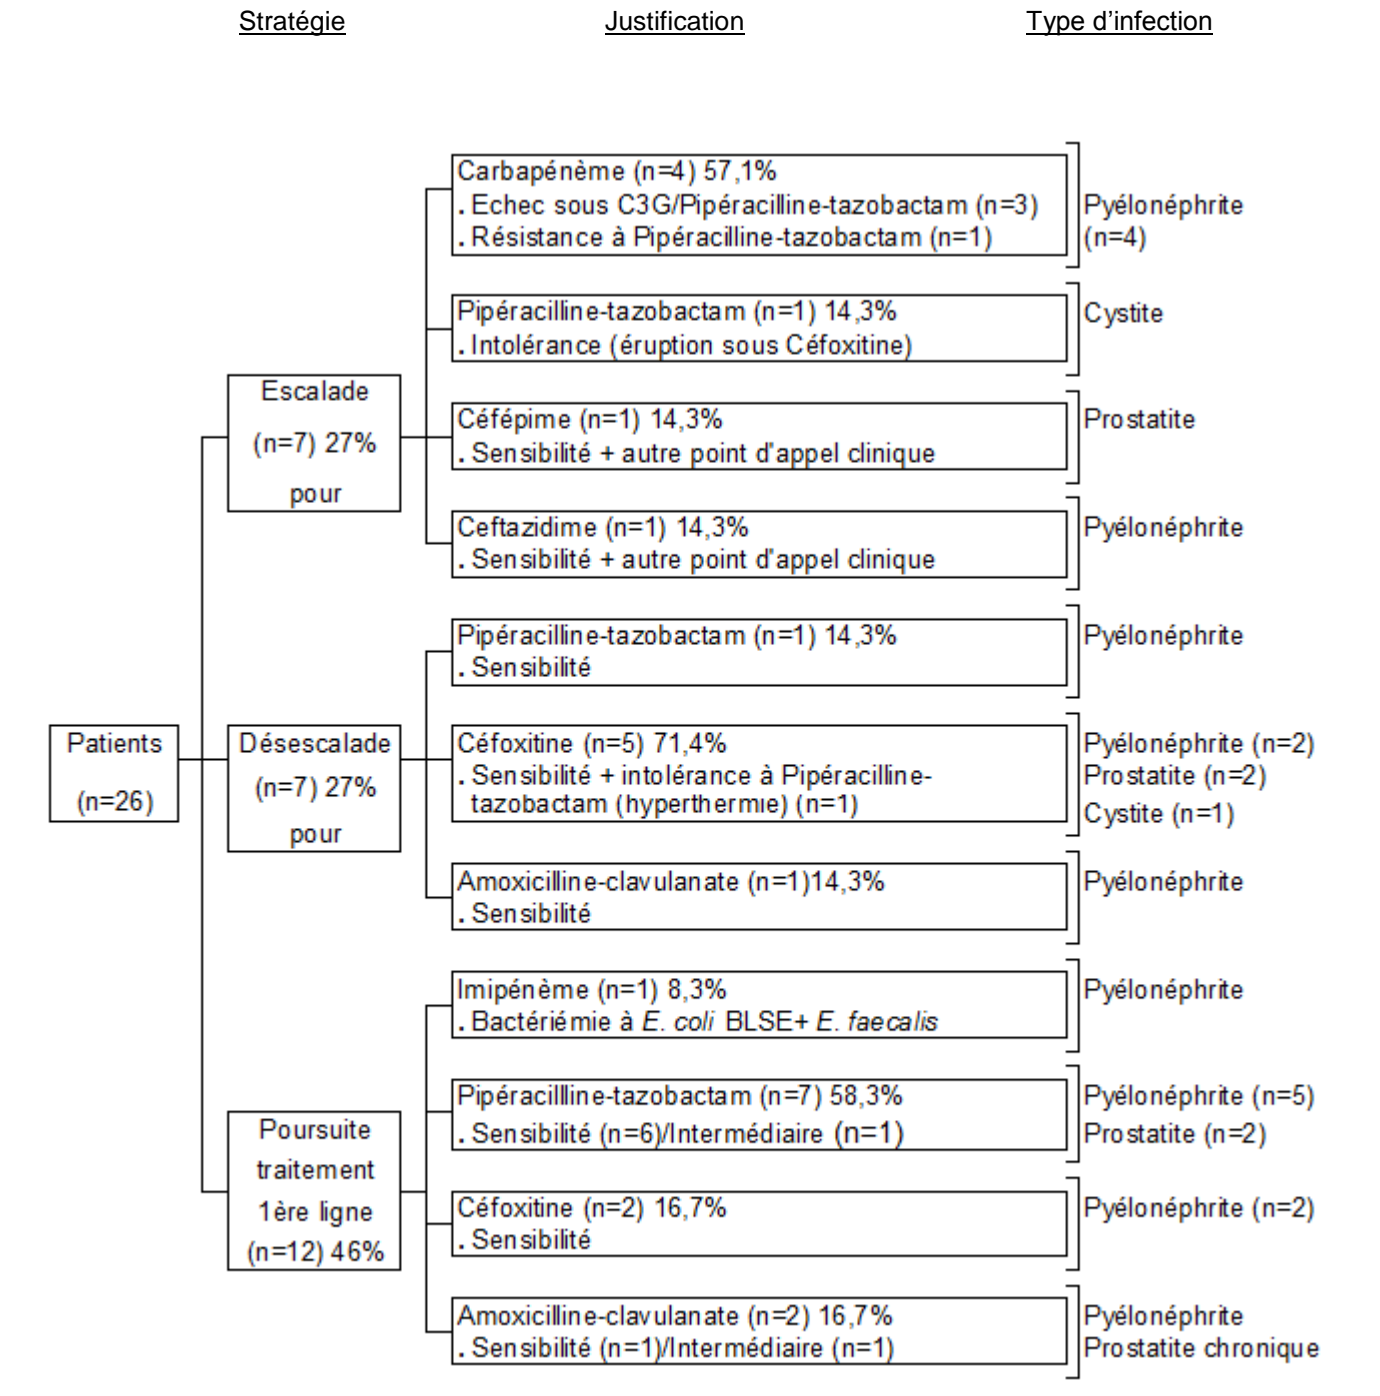 Stratégie
Justification
Type d'infection
Carbapénème (n=4) 57,1%
. Echec sous C3G/Pipéracilline-tazobactam (n=3)
. Résistance à Pipéracilline-tazobactam (n=1)
Pyélonéphrite
(n=4)
Pipéracilline-tazobactam (n=1) 14,3%
. Intolérance (éruption sous Céfoxitine)
Cystite
Escalade
(n=7) 27%
pour
Céfépime (n=1) 14,3%
. Sensibilité + autre point d'appel clinique
Prostatite
Ceftazidime (n=1) 14,3%
. Sensibilité + autre point d'appel clinique
Pyélonéphrite
Pipéracilline-tazobactam (n=1) 14,3%
. Sensibilité
Pyélonéphrite
Patients
(n=26)
Désescalade
(n=7) 27%
pour
Céfoxitine (n=5) 71,4%
. Sensibilité + intolérance à Pipéracilline-
tazobactam (hyperthermie) (n=1)
Pyélonéphrite (n=2)
Prostatite (n=2)
Cystite (n=1)
Amoxicilline-clavulanate (n=1)14,3%
. Sensibilité
Pyélonéphrite
Imipénème (n=1) 8,3%
. Bactériémie à E. coli BLSE+ E. faecalis
Pyélonéphrite
Pipéracillline-tazobactam (n=7) 58,3%
. Sensibilité (n=6)/Intermédiaire (n=1)
Pyélonéphrite (n=5)
Prostatite (n=2)
Poursuite
traitement
1ère ligne
(n=12) 46%
Céfoxitine (n=2) 16,7%
. Sensibilité
Pyélonéphrite (n=2)
Amoxicilline-clavulanate (n=2) 16,7%
. Sensibilité (n=1)/Intermédiaire (n=1)
Pyélonéphrite
Prostatite chronique